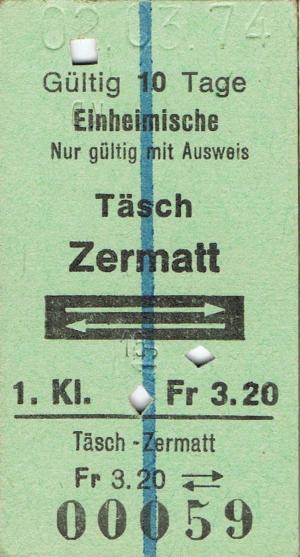 02.03.74
Gültig 10 Tage
Einheimische
Nur gültig mit Ausweis
Täsch
Zermatt
1. Kl. Fr 3.20
Täsch - Zermatt
Fr 3.20
00059